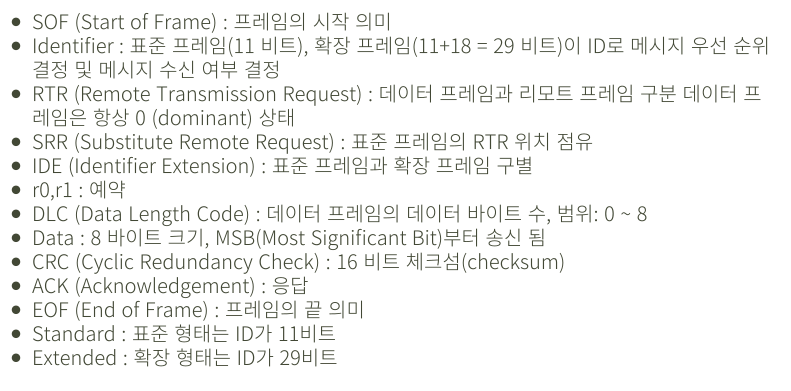 • SOF (Start of Frame) : 프레임의 시작 의미
• Identifier : 표준 프레임(11 비트), 확장 프레임(11+18 = 29 비트)이 ID로 메시지 우선 순위
결정 및 메시지 수신 여부 결정
• RTR (Remote Transmission Request) : 데이터 프레임과 리모트 프레임 구분 데이터 프
레임은 항상 0 (dominant) 상태
• SRR (Substitute Remote Request) : 표준 프레임의 RTR 위치 점유
• IDE (Identifier Extension) : 표준 프레임과 확장 프레임 구별
• r0,r1 : 예약
• DLC (Data Length Code) : 데이터 프레임의 데이터 바이트 수, 범위: 0 ~ 8
• Data : 8 바이트 크기, MSB(Most Significant Bit)부터 송신 됨
• CRC (Cyclic Redundancy Check) : 16 비트 체크섬(checksum)
• ACK (Acknowledgement) : 응답
• EOF (End of Frame) : 프레임의 끝 의미
• Standard : 표준 형태는 ID가 11비트
• Extended : 확장 형태는 ID가 29비트